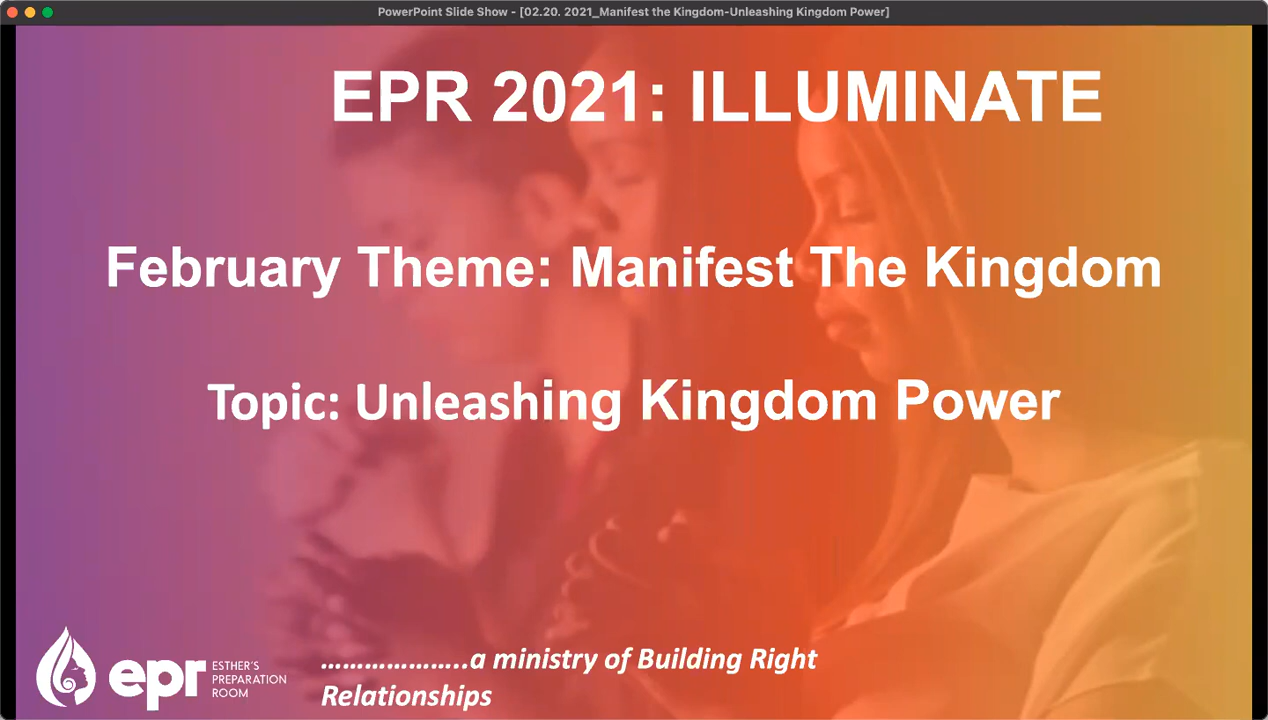 PowerPoint Slide Show - [02.20. 2021_Manifest the Kingdom-Unleashing Kingdom Power]
EPR 2021: ILLUMINATE
February Theme: Manifest The Kingdom
Topic: Unleashing Kingdom Power
epr
ESTHER'S
PREPARATION
ROOM
………………..a ministry of Building Right
Relationships